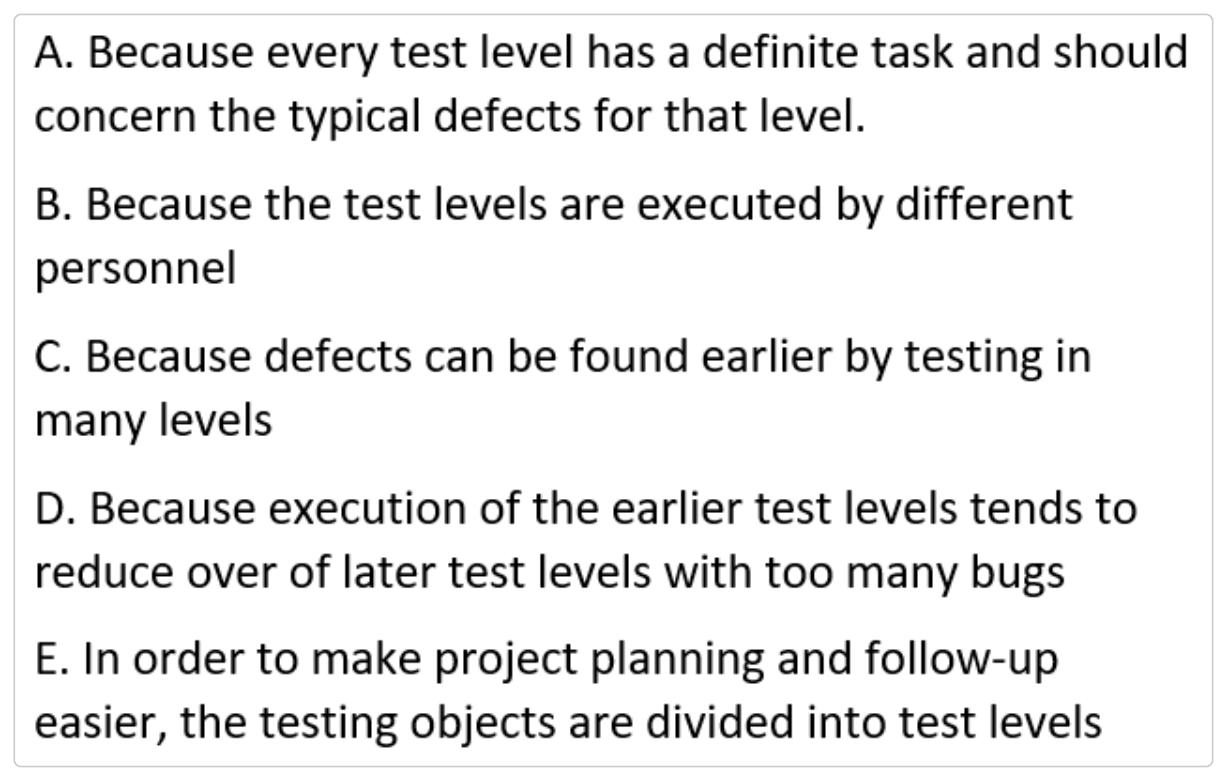 A. Because every test level has a definite task and should
concern the typical defects for that level.
B. Because the test levels are executed by different
personnel
C. Because defects can be found earlier by testing in
many levels
D. Because execution of the earlier test levels tends to
reduce over of later test levels with too many bugs
E. In order to make project planning and follow-up
easier, the testing objects are divided into test levels